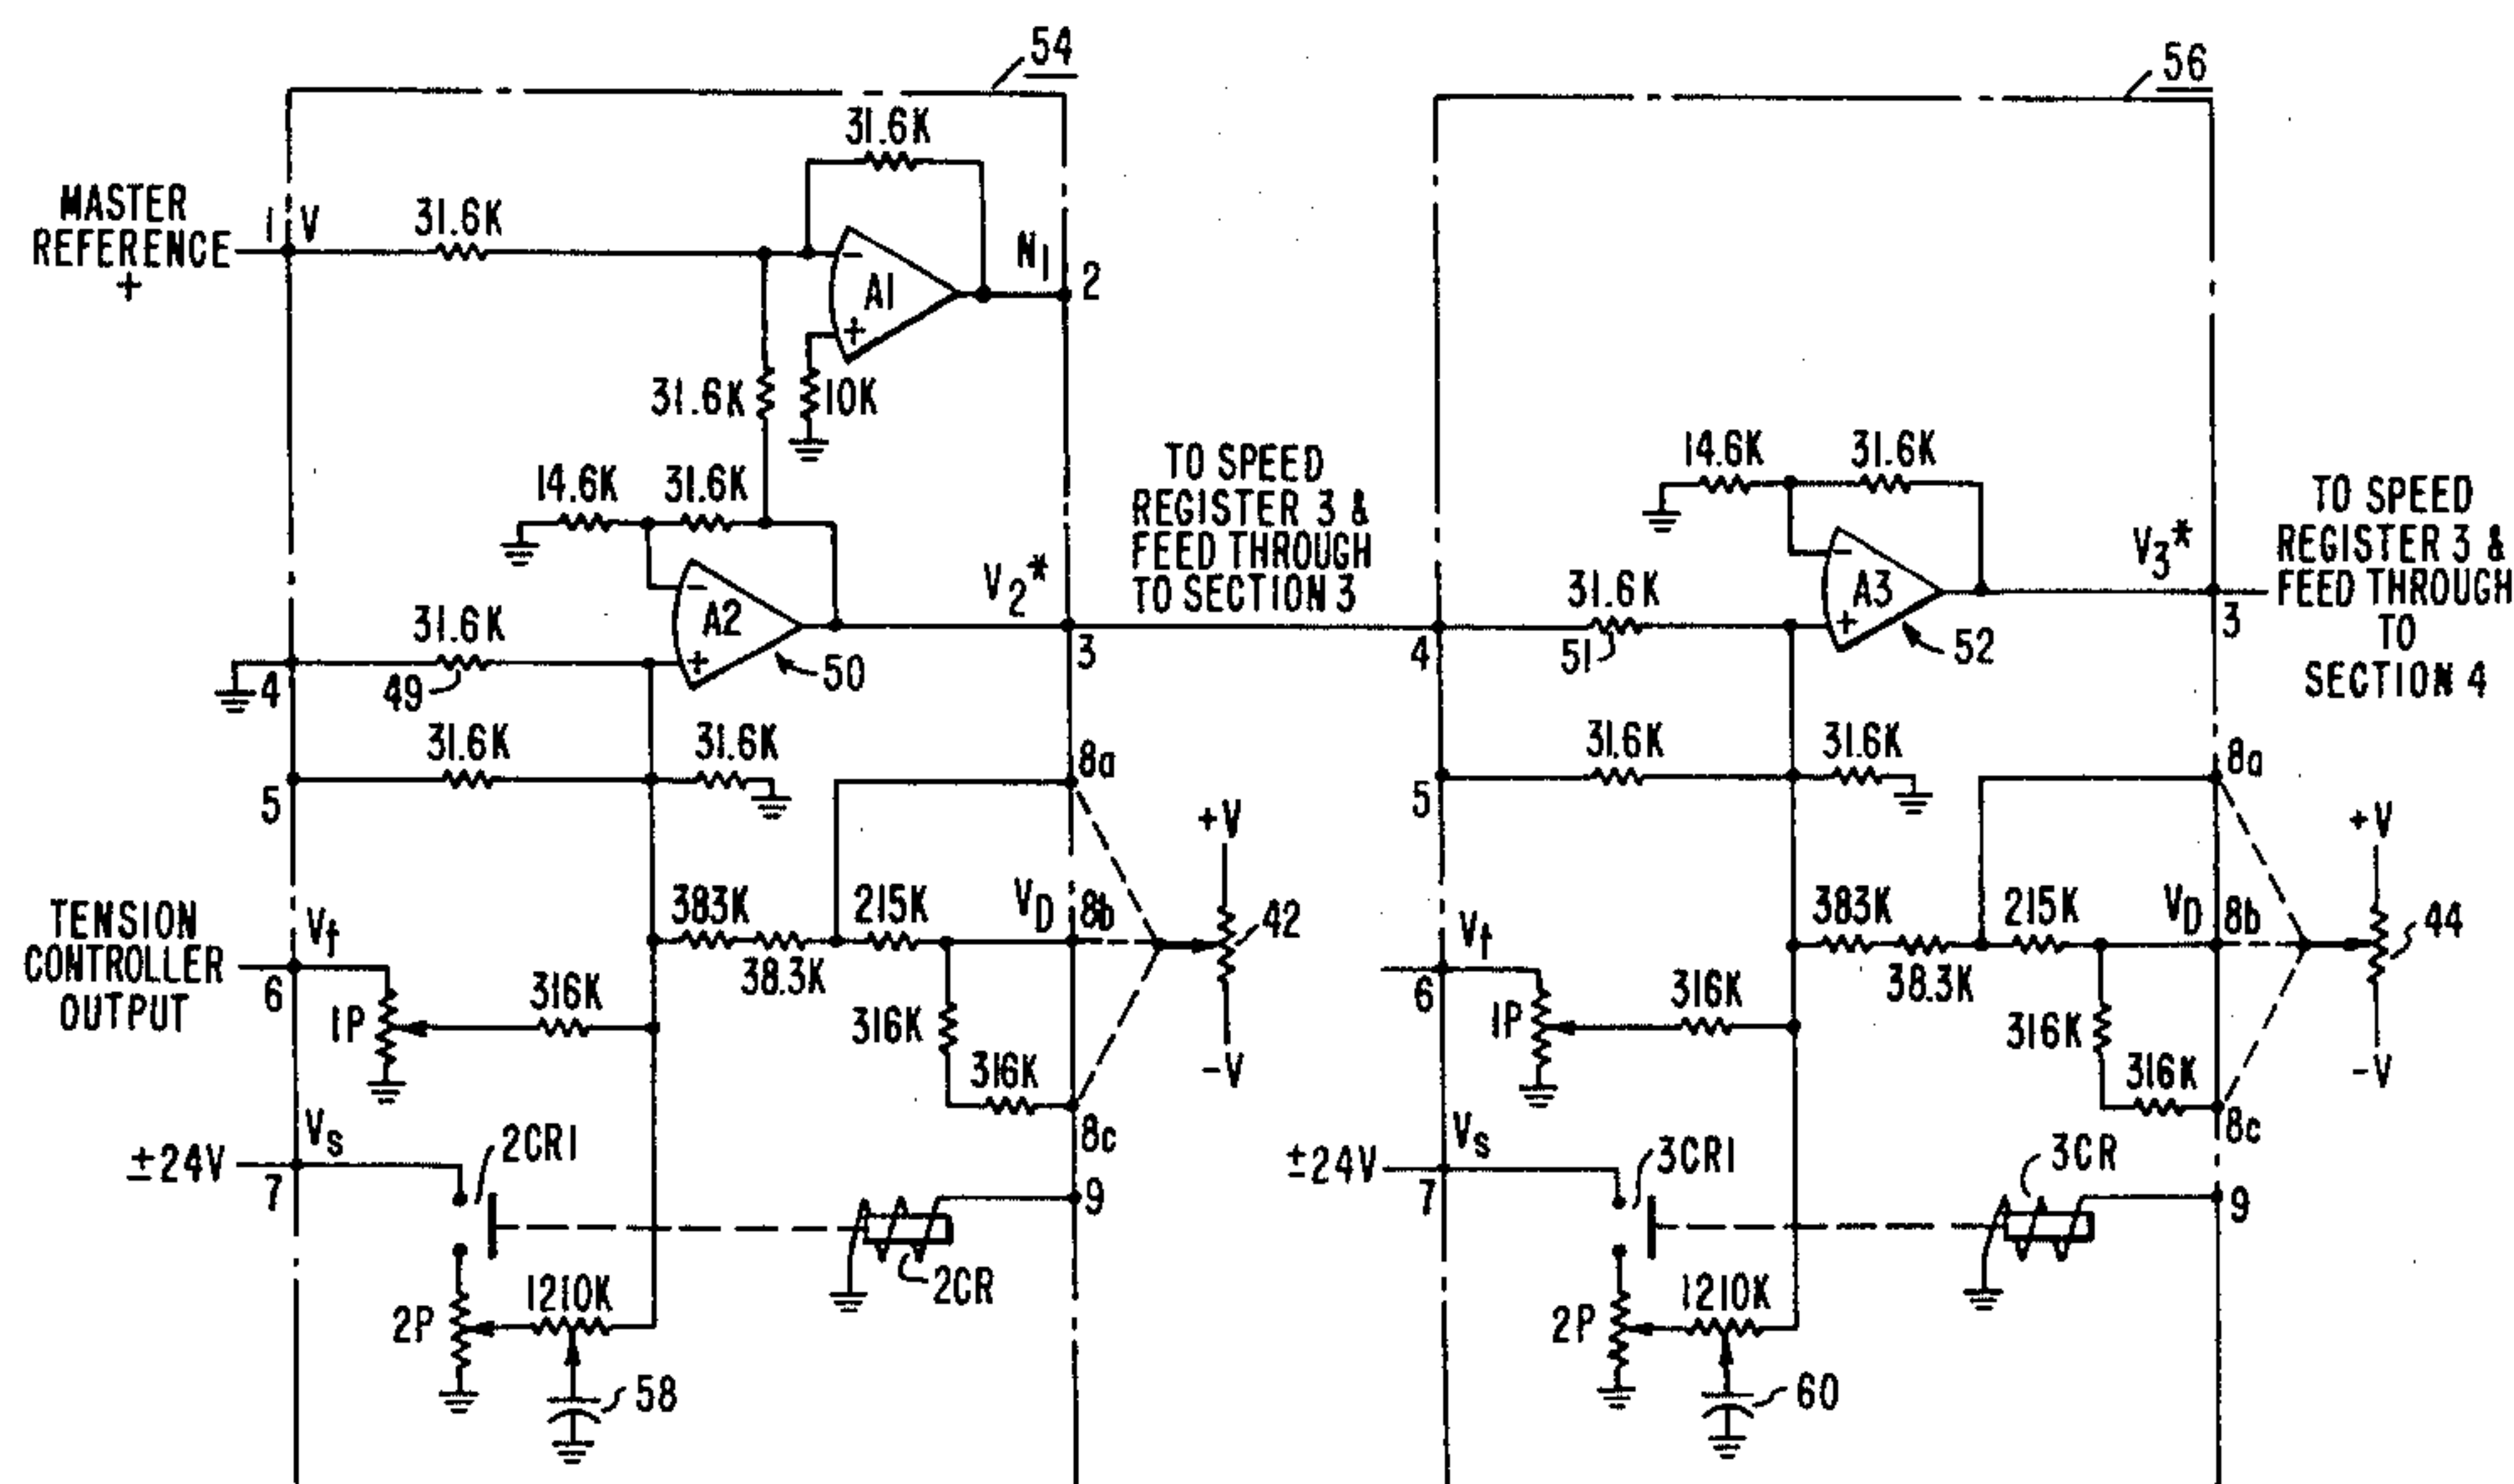 54
56
31.6K
MASTER
REFERENCE
+
1
V
31.6K
N1
2
A1
31.6K
10K
TO SPEED
REGISTER 3 &
FEED THROUGH
TO SECTION 3
14.6K
31.6K
V2*
A2
31.6K
4
49
50
3
31.6K
31.6K
5
8a
+V
383K
215K
VD
8b
42
38.3K
TENSION
CONTROLLER
OUTPUT
Vf
6
1P
316K
316K
316K
-V
8c
±24V
Vs
7
2CR1
9
2CR
2P
1210K
58
14.6K
31.6K
TO SPEED
REGISTER 3 &
FEED THROUGH
TO
SECTION 4
V3*
31.6K
A3
4
51
52
3
31.6K
31.6K
5
8a
+V
383K
215K
VD
8b
44
38.3K
Vf
6
1P
316K
316K
316K
-V
8c
±24V
Vs
7
3CR1
3CR
9
2P
1210K
60